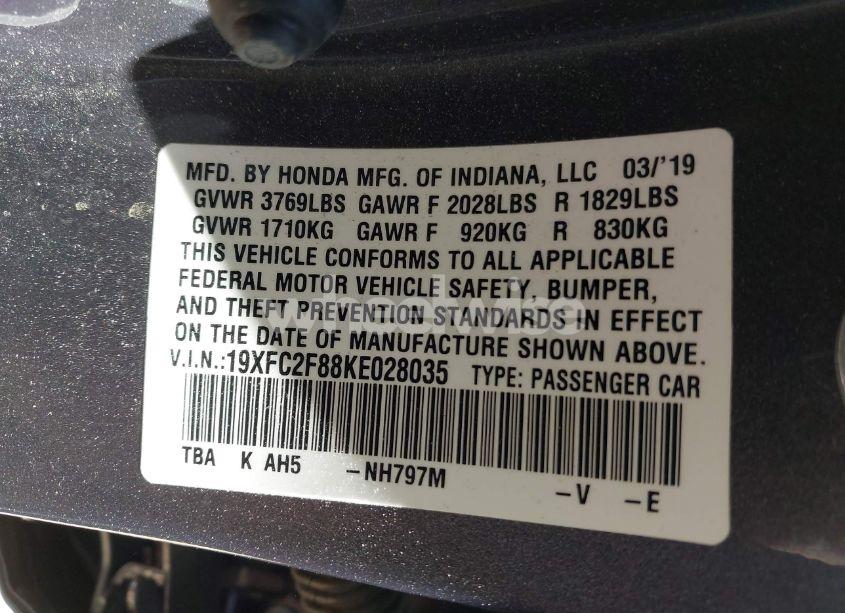 MFD. BY HONDA MFG. OF INDIANA, LLC 03/'19
GVWR 3769LBS GAWR F 2028LBS R 1829LBS
GVWR 1710KG GAWR F 920KG R 830KG
THIS VEHICLE CONFORMS TO ALL APPLICABLE
FEDERAL MOTOR VEHICLE SAFETY, BUMPER,
AND THEFT PREVENTION STANDARDS IN EFFECT
wheelwise
ON THE DATE OF MANUFACTURE SHOWN ABOVE.
V.I.N.:19XFC2F88KE028035 TYPE: PASSENGER CAR
TBA K AH5 -NH797M -V -E